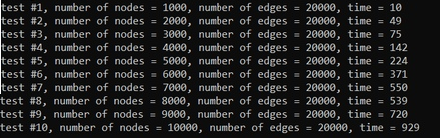 test #1, number of nodes = 1000, number of edges = 20000, time = 10
test #2, number of nodes = 2000, number of edges = 20000, time = 49
test #3, number of nodes = 3000, number of edges = 20000, time = 75
test #4, number of nodes = 4000, number of edges = 20000, time = 142
test #5, number of nodes = 5000, number of edges = 20000, time = 224
test #6, number of nodes = 6000, number of edges = 20000, time = 371
test #7, number of nodes = 7000, number of edges = 20000, time = 550
test #8, number of nodes = 8000, number of edges = 20000, time = 539
test #9, number of nodes = 9000, number of edges = 20000, time = 720
test #10, number of nodes = 10000, number of edges = 20000, time = 929